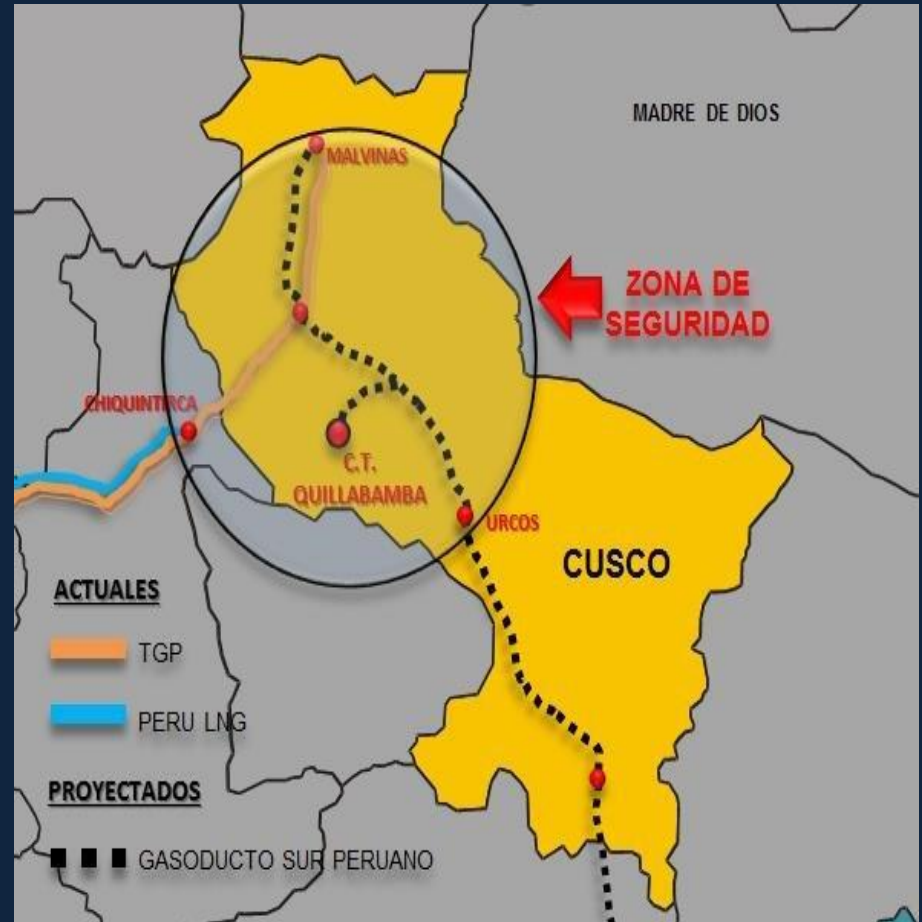 MADRE DE DIOS
MALVINAS
ZONA DE
SEGURIDAD
CHIQUINTIRCA
C.T.
QUILLABAMBA
URCOS
CUSCO
ACTUALES
TGP
PERU LNG
PROYECTADOS
GASODUCTO SUR PERUANO